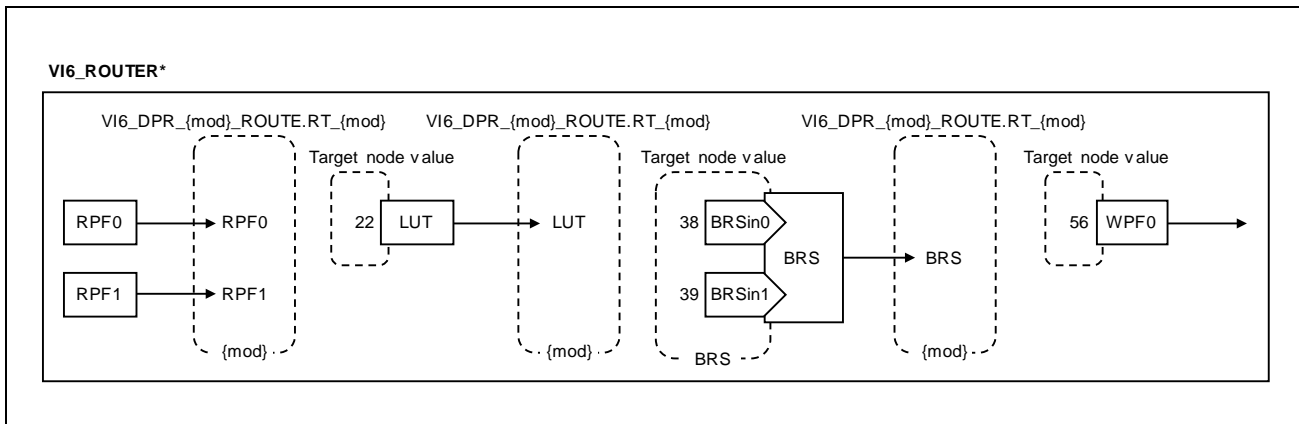 VI6_ROUTER*
VI6_DPR_{mod}_ROUTE.RT_{mod} VI6_DPR_{mod}_ROUTE.RT_{mod} VI6_DPR_{mod}_ROUTE.RT_{mod}
Target node value Target node value Target node value
RPF0 RPF0 22 LUT LUT 38 BRSin0 56 WPF0
BRS BRS
RPF1 RPF1 39 BRSin1
{mod} {mod} BRS {mod}